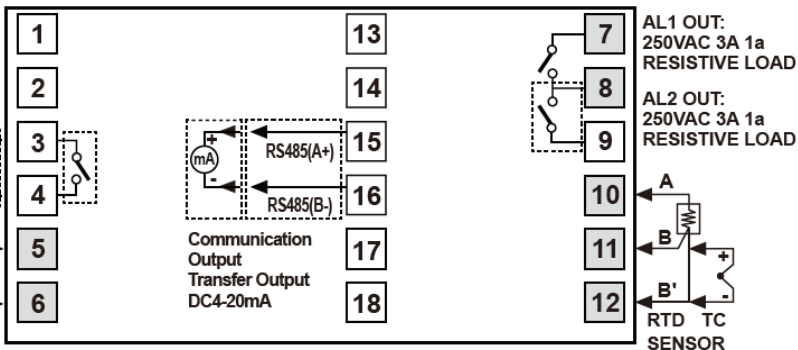 1
2
3
4
5
6
13
14
15
16
17
18
7
8
9
10
11
12
mA
+
-
RS485(A+)
RS485(B-)
Communication
Output
Transfer Output
DC4-20mA
AL1 OUT:
250VAC 3A 1a
RESISTIVE LOAD
AL2 OUT:
250VAC 3A 1a
RESISTIVE LOAD
A
B
B'
+
-
RTD TC
SENSOR